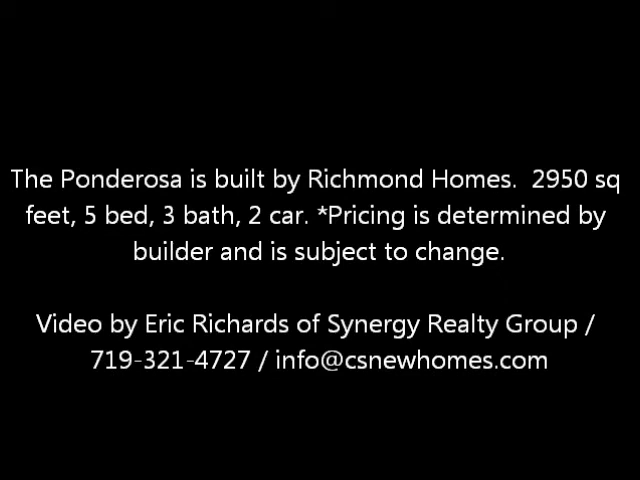 The Ponderosa is built by Richmond Homes.  2950 sq
feet, 5 bed, 3 bath, 2 car. *Pricing is determined by
builder and is subject to change.
Video by Eric Richards of Synergy Realty Group /
719-321-4727 / info@csnewhomes.com